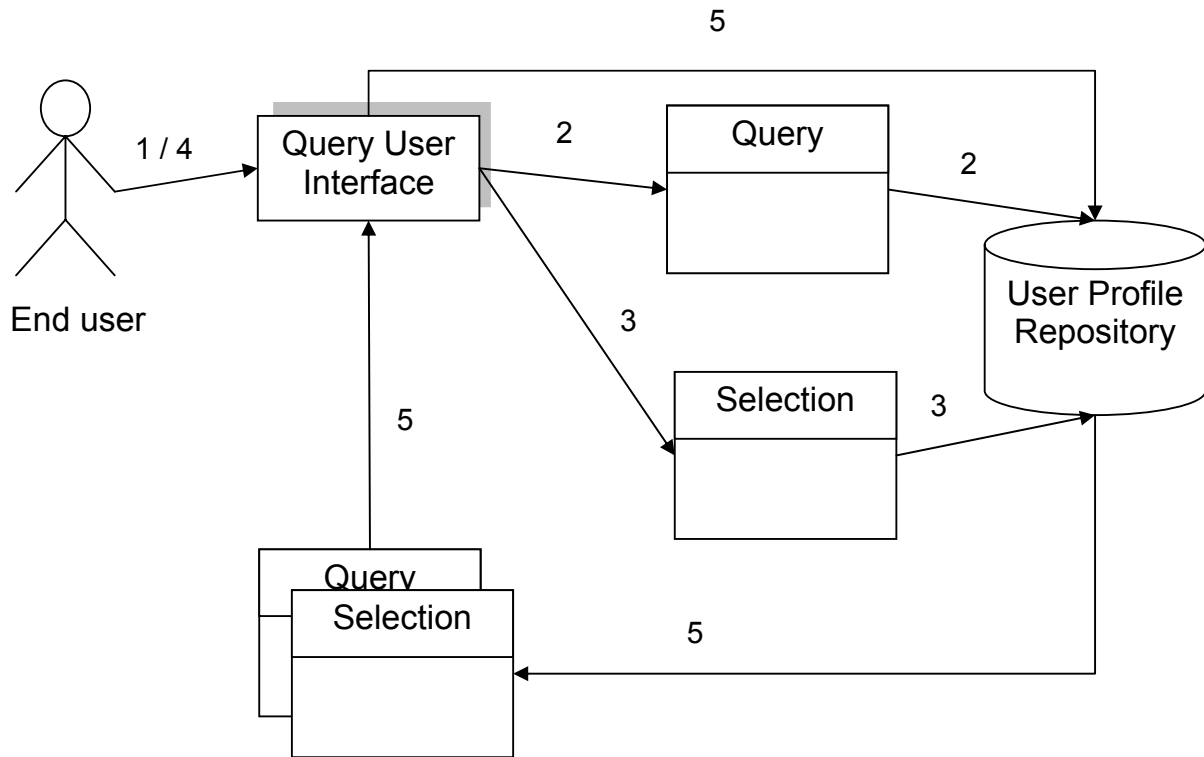 5
1 / 4
Query User
Interface
2
Query
2
End user
User Profile
Repository
3
Selection
3
5
Query
Selection
5